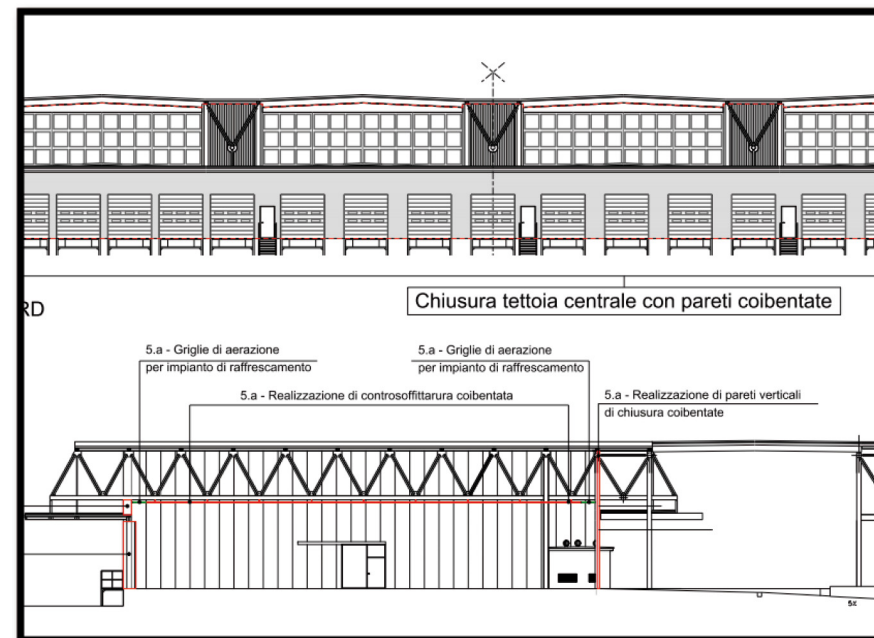 Chiusura tettoia centrale con pareti coibentate
RD
5.a - Griglie di aerazione
per impianto di raffrescamento
5.a - Griglie di aerazione
per impianto di raffrescamento
5.a - Realizzazione di controsoffittarura coibentata
5.a - Realizzazione di pareti verticali
di chiusura coibentate
5%